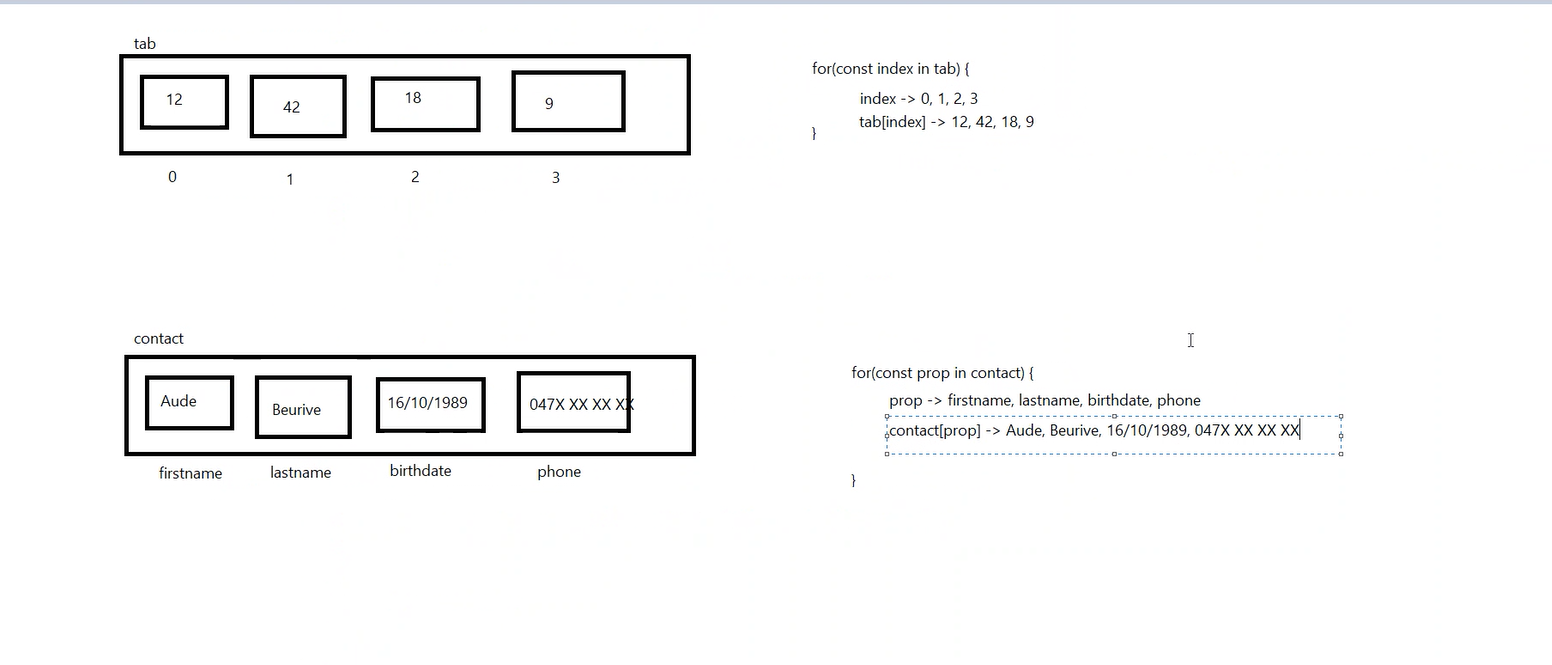 tab
12
42
18
9
0
1
2
3
for(const index in tab) {
index -> 0, 1, 2, 3
tab[index] -> 12, 42, 18, 9
}
contact
Aude
Beurive
16/10/1989
047X XX XX XX
firstname
lastname
birthdate
phone
for(const prop in contact) {
prop -> firstname, lastname, birthdate, phone
contact[prop] -> Aude, Beurive, 16/10/1989, 047X XX XX XX
}